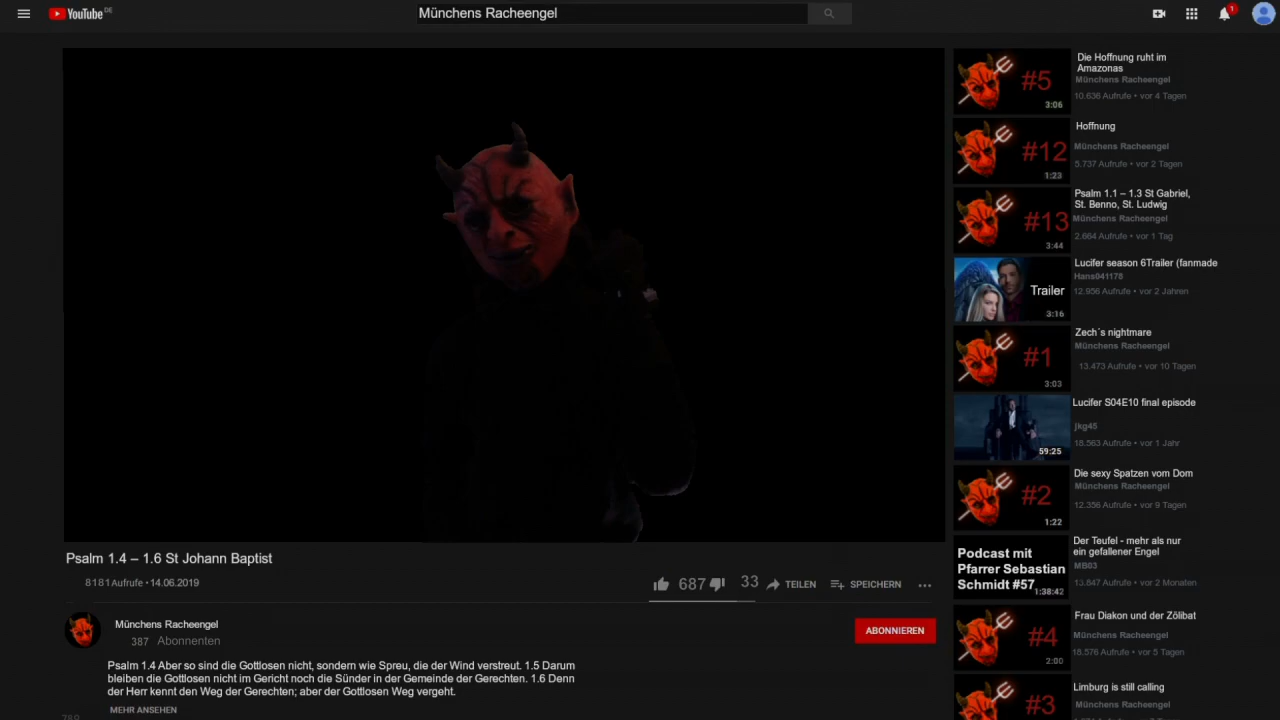 YouTube DE
Münchens Racheengel
1
Psalm 1.4 – 1.6 St Johann Baptist
8181 Aufrufe • 14.06.2019
687
33
TEILEN
SPEICHERN
Münchens Racheengel
387 Abonnenten
ABONNIEREN
Psalm 1.4 Aber so sind die Gottlosen nicht, sondern wie Spreu, die der Wind verstreut. 1.5 Darum
bleiben die Gottlosen nicht im Gericht noch die Sünder in der Gemeinde der Gerechten. 1.6 Denn
der Herr kennt den Weg der Gerechten; aber der Gottlosen Weg vergeht.
MEHR ANSEHEN
#5
3:06
Die Hoffnung ruht im
Amazonas
Münchens Racheengel
10.636 Aufrufe • vor 4 Tagen
#12
1:23
Hoffnung
Münchens Racheengel
5.737 Aufrufe • vor 2 Tagen
#13
3:44
Psalm 1.1 – 1.3 St Gabriel,
St. Benno, St. Ludwig
Münchens Racheengel
2.664 Aufrufe • vor 1 Tag
Trailer
3:16
Lucifer season 6Trailer (fanmade
Hans041178
12.956 Aufrufe • vor 2 Jahren
#1
3:03
Zech´s nightmare
Münchens Racheengel
13.473 Aufrufe • vor 10 Tagen
59:25
Lucifer S04E10 final episode
jkg45
18.563 Aufrufe • vor 1 Jahr
#2
1:22
Die sexy Spatzen vom Dom
Münchens Racheengel
12.356 Aufrufe • vor 9 Tagen
Podcast mit
Pfarrer Sebastian
Schmidt #57
1:38:42
Der Teufel - mehr als nur
ein gefallener Engel
MB03
13.847 Aufrufe • vor 2 Monaten
#4
2:00
Frau Diakon und der Zölibat
Münchens Racheengel
18.576 Aufrufe • vor 5 Tagen
#3
Limburg is still calling
Münchens Racheengel